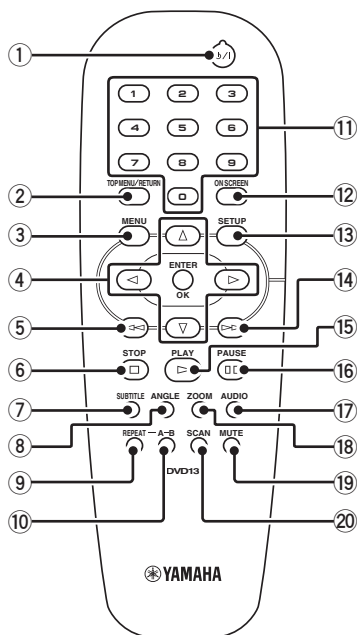 ①
⏻/I
1 2 3
4 5 6
7 8 9
0
⑪
TOP MENU/RETURN
ON SCREEN
②
⑫
MENU
SETUP
③
⑬
ENTER
OK
④
⑭
⑤
⑮
STOP
PLAY
PAUSE
⑥
⑯
SUBTITLE
ANGLE
ZOOM
AUDIO
⑦
⑰
⑧
⑱
REPEAT
A-B
SCAN
MUTE
⑨
⑲
⑩
DVD13
⑳
YAMAHA